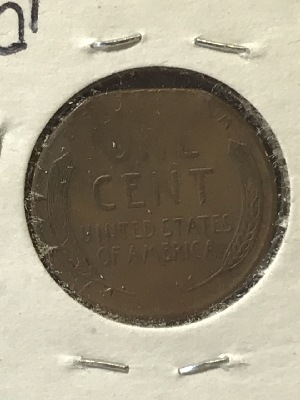 ONE
CENT
UNITED STATES
OF AMERICA